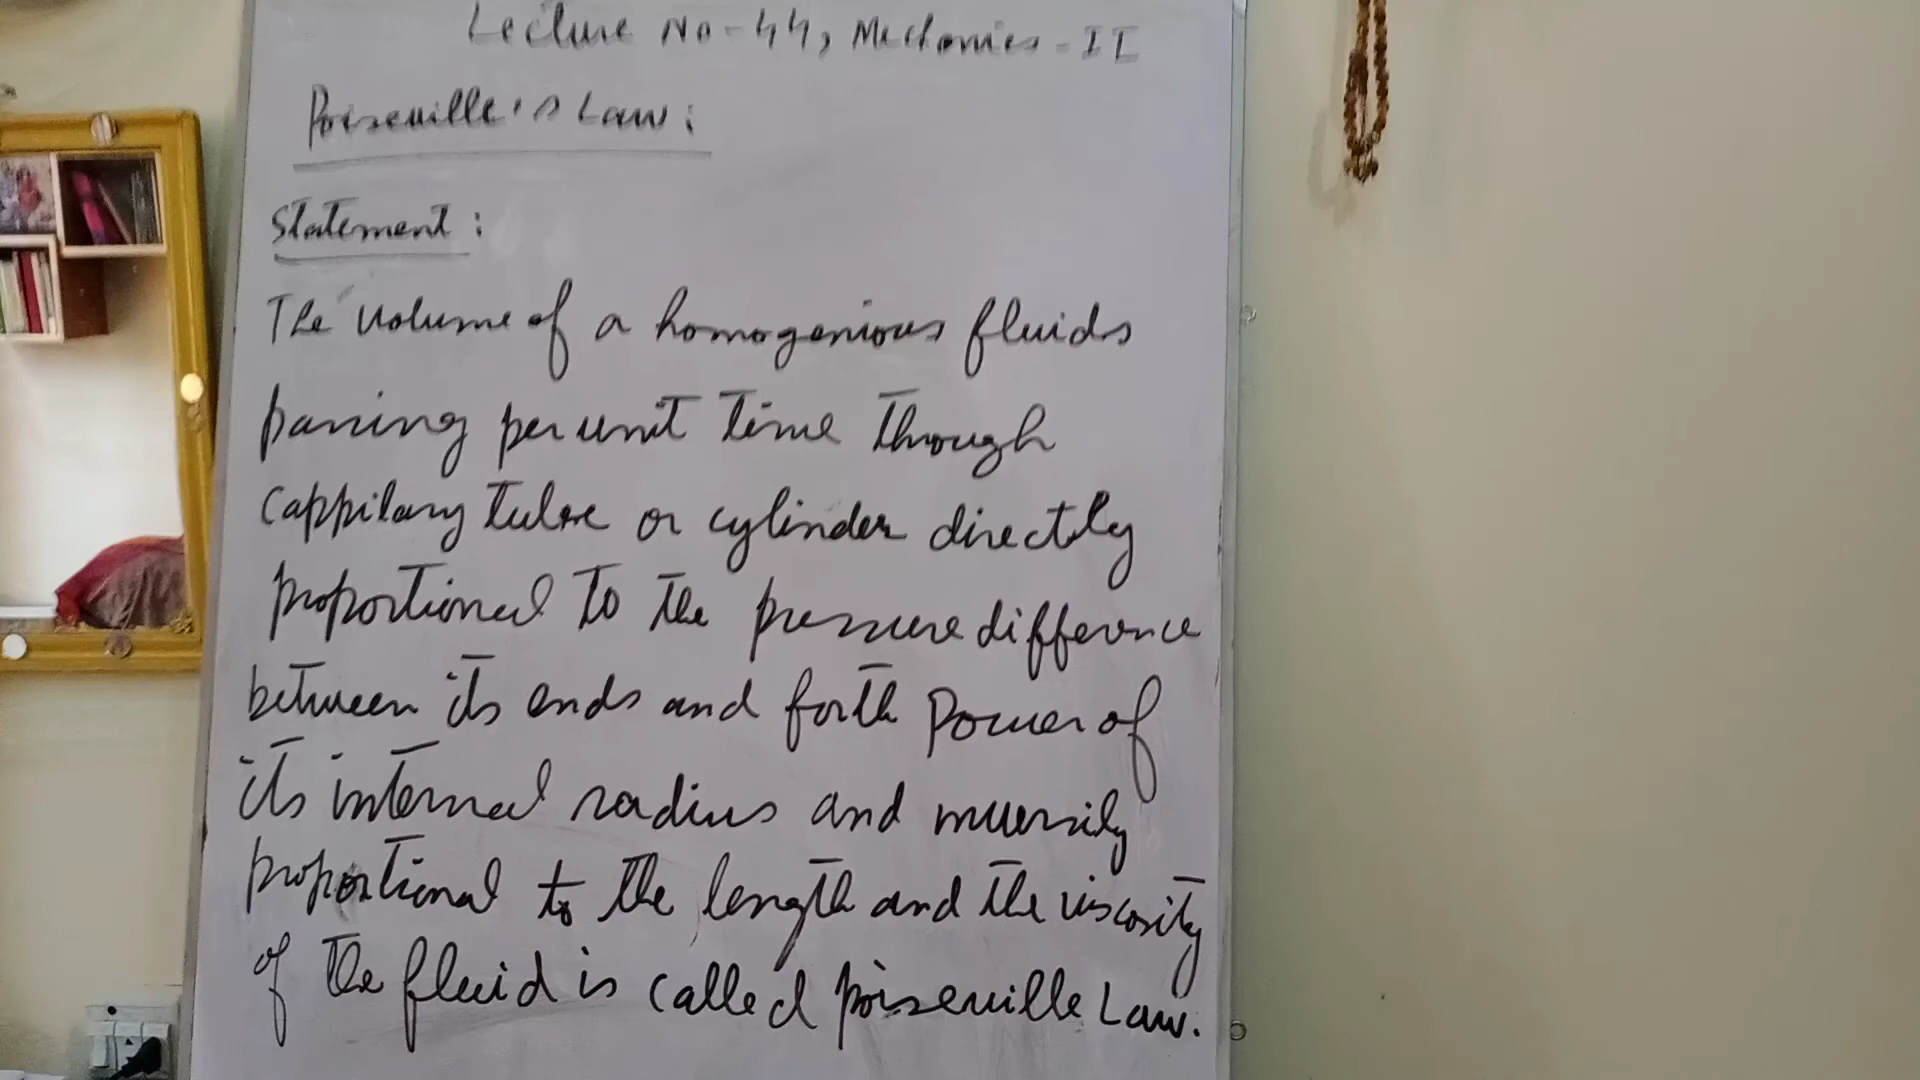 Lecture No-44, Mechanics-II
Poiseuille's Law:
Statement:
The volume of a homogenious fluids
passing per unit time through
cappilary tube or cylinder directly
proportional to the pressure difference
between its ends and forth Power of
its internal radius and inversily
proportional to the length and the viscosity
of the fluid is called poiseuille Law.